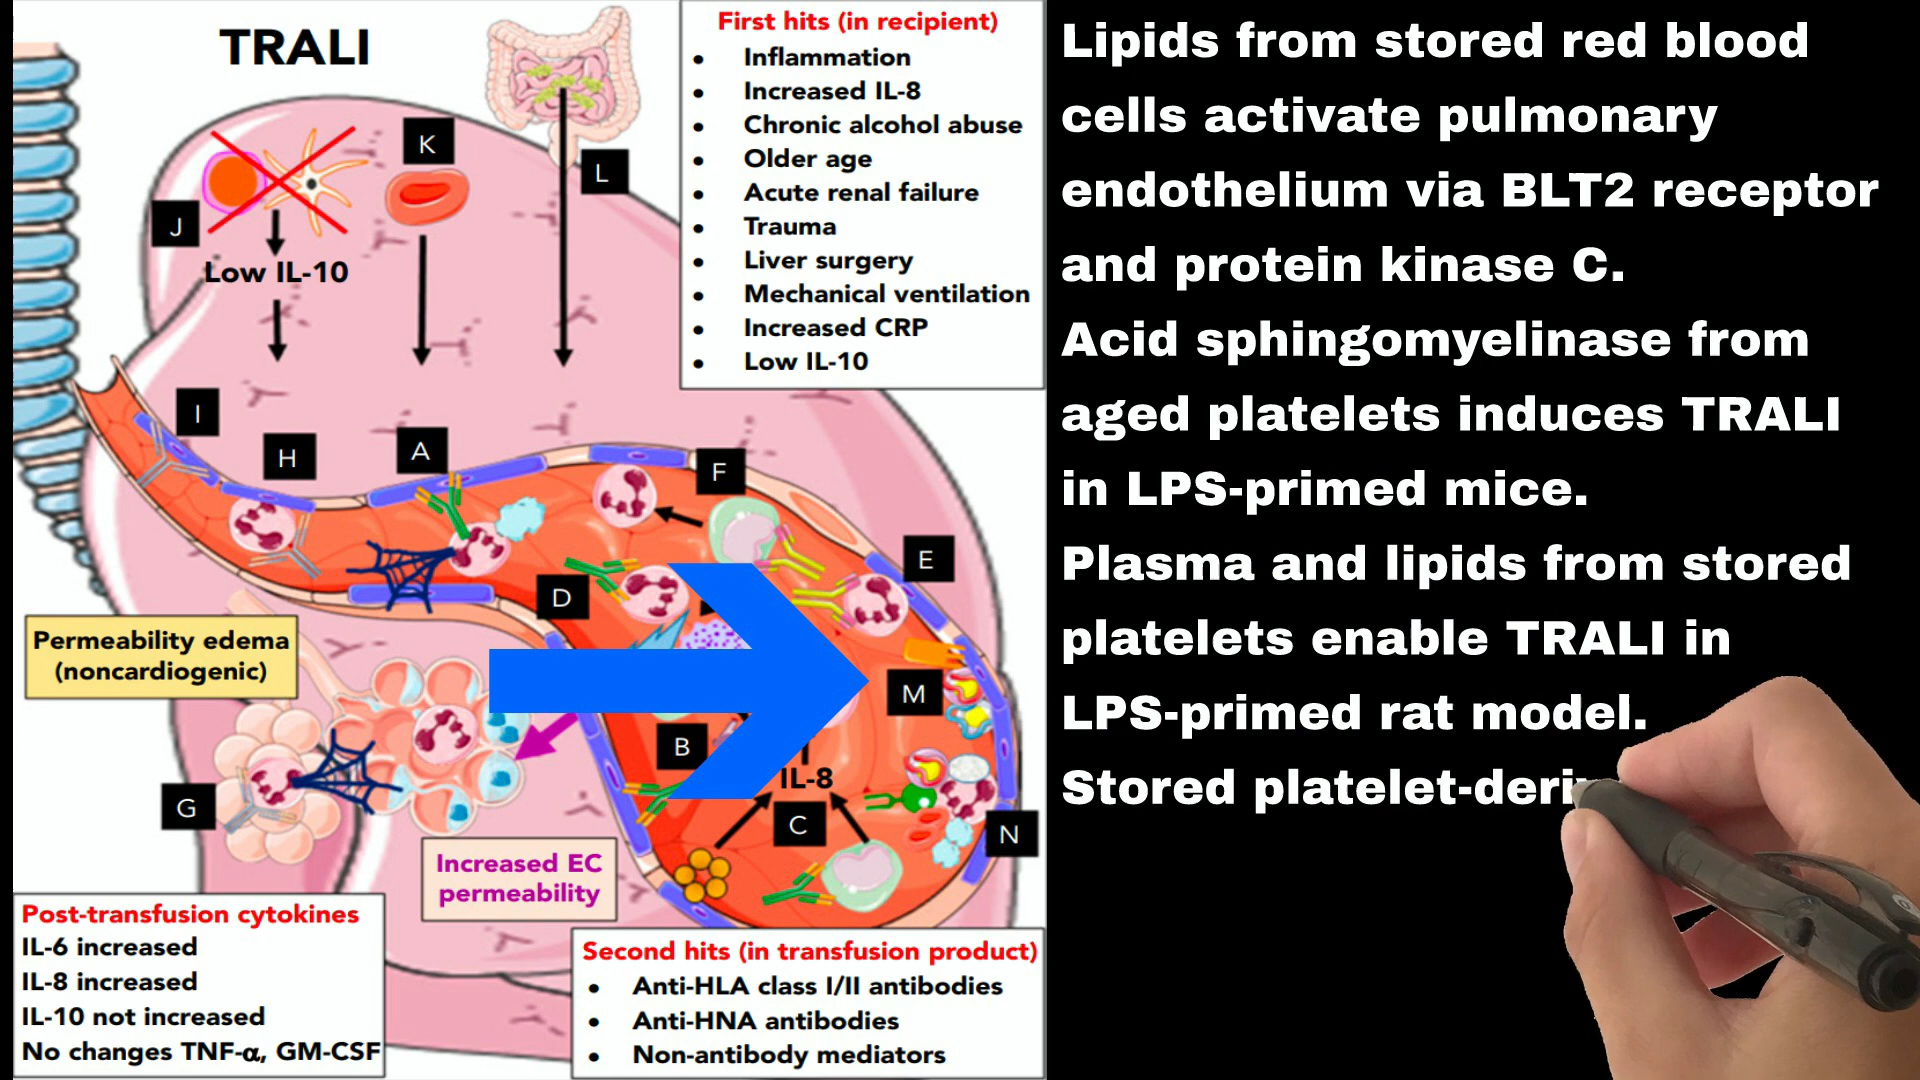 TRALI
First hits (in recipient)
• Inflammation
• Increased IL-8
• Chronic alcohol abuse
• Older age
• Acute renal failure
• Trauma
• Liver surgery
• Mechanical ventilation
• Increased CRP
• Low IL-10
K
L
J
Low IL-10
I
H
A
F
E
D
M
B
IL-8
C
N
G
Permeability edema
(noncardiogenic)
Increased EC
permeability
Post-transfusion cytokines
IL-6 increased
IL-8 increased
IL-10 not increased
No changes TNF-α, GM-CSF
Second hits (in transfusion product)
• Anti-HLA class I/II antibodies
• Anti-HNA antibodies
• Non-antibody mediators
Lipids from stored red blood
cells activate pulmonary
endothelium via BLT2 receptor
and protein kinase C.
Acid sphingomyelinase from
aged platelets induces TRALI
in LPS-primed mice.
Plasma and lipids from stored
platelets enable TRALI in
LPS-primed rat model.
Stored platelet-deri